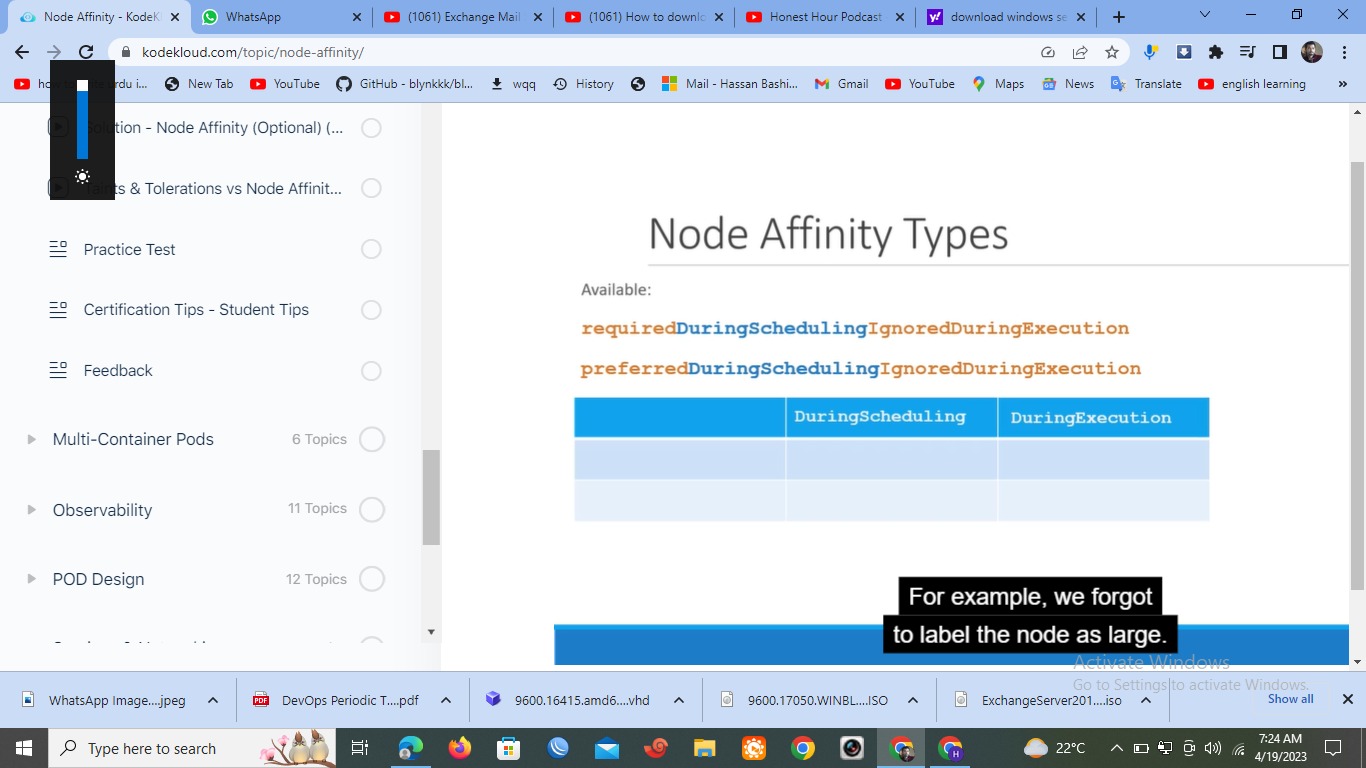 Node Affinity - KodeK
WhatsApp
(1061) Exchange Mail
(1061) How to downlo
Honest Hour Podcast
download windows se
kodekloud.com/topic/node-affinity/
urdu i...
New Tab
YouTube
GitHub - blynkkk/bl...
wqq
History
Mail - Hassan Bashi...
Gmail
YouTube
Maps
News
Translate
english learning
»
Solution - Node Affinity (Optional) (...
Taints & Tolerations vs Node Affinit...
Practice Test
Certification Tips - Student Tips
Feedback
Multi-Container Pods 6 Topics
Observability 11 Topics
POD Design 12 Topics
Node Affinity Types
Available:
requiredDuringSchedulingIgnoredDuringExecution
preferredDuringSchedulingIgnoredDuringExecution
DuringScheduling DuringExecution
For example, we forgot
to label the node as large.
Activate Windows
Go to Settings to activate Windows.
WhatsApp Image....jpeg
DevOps Periodic T....pdf
9600.16415.amd6....vhd
9600.17050.WINBL....ISO
ExchangeServer201....iso
Show all
Type here to search
22°C
7:24 AM
4/19/2023